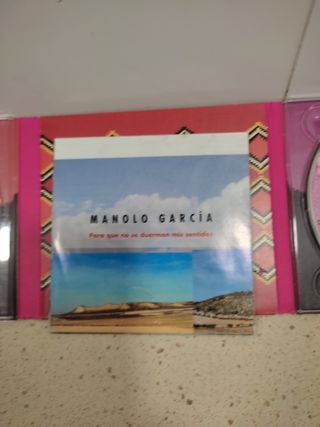 MANOLO GARCÍA
Para que no se duerman mis sentidos